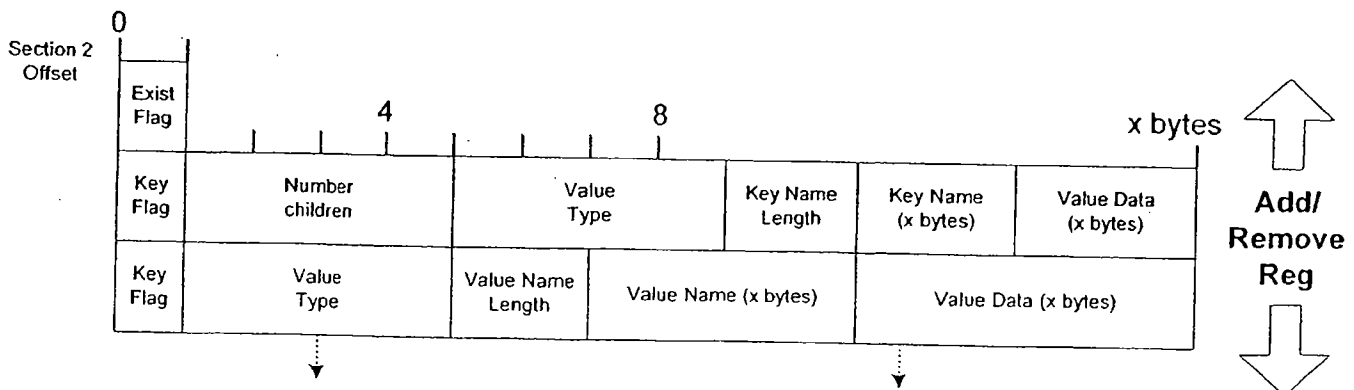 0
Section 2
Offset
Exist
Flag
4
8
x bytes
Key
Flag
Number
children
Value
Type
Key Name
Length
Key Name
(x bytes)
Value Data
(x bytes)
Add/
Remove
Reg
Key
Flag
Value
Type
Value Name
Length
Value Name (x bytes)
Value Data (x bytes)